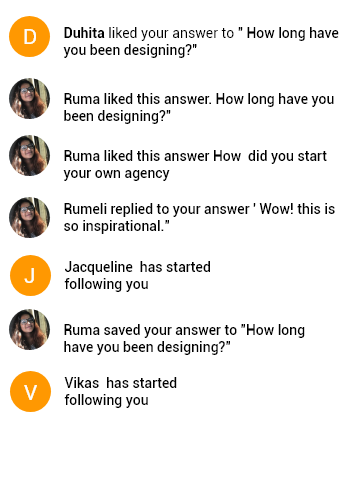 D
Duhita liked your answer to " How long have
you been designing?"
Ruma liked this answer. How long have you
been designing?"
Ruma liked this answer How  did you start
your own agency
Rumeli replied to your answer ' Wow! this is
so inspirational."
J
Jacqueline  has started
following you
Ruma saved your answer to "How long
have you been designing?"
V
Vikas  has started
following you